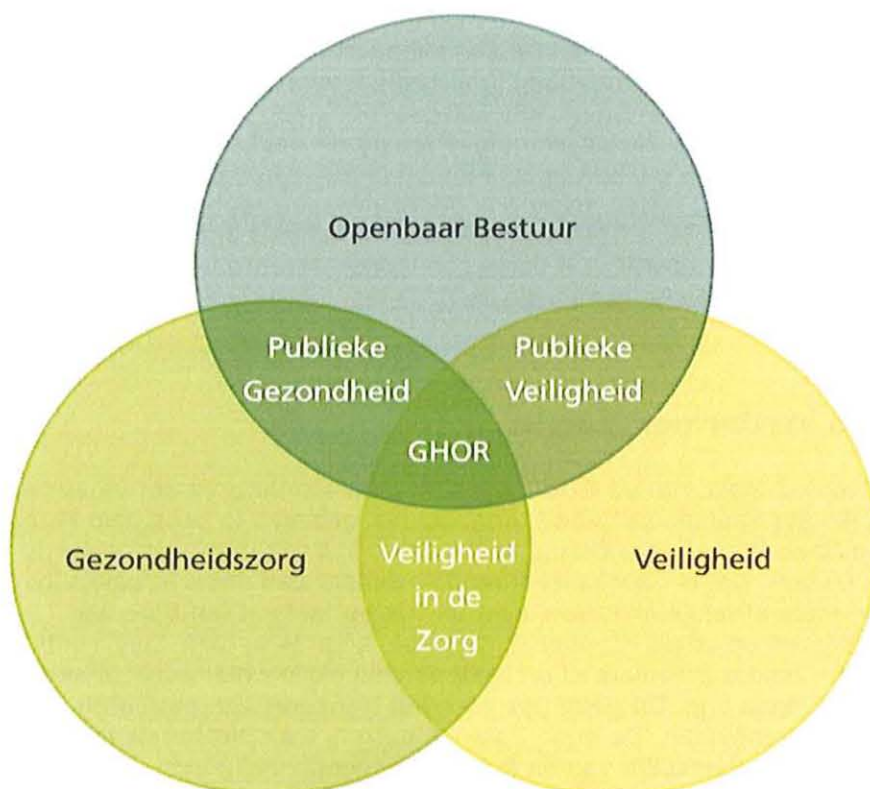 Openbaar Bestuur
Publieke
Gezondheid
Publieke
Veiligheid
GHOR
Gezondheidszorg
Veiligheid
in de
Zorg
Veiligheid